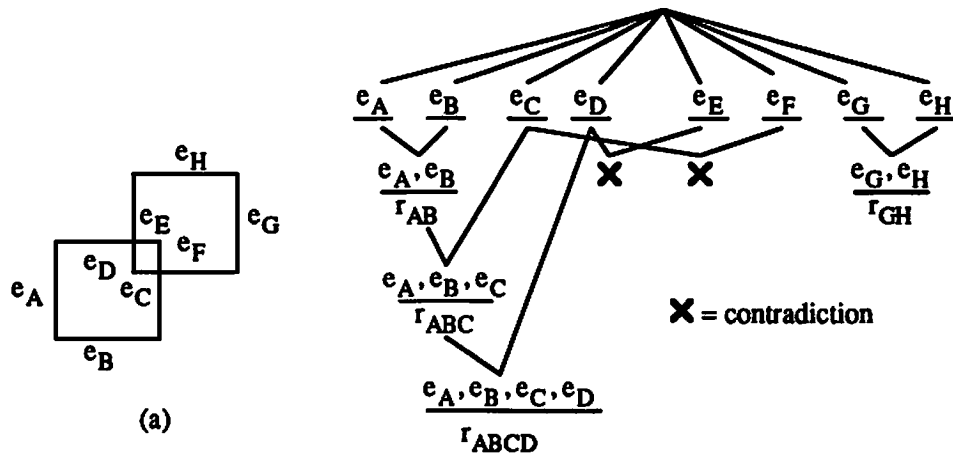 e_A e_B e_C e_D e_E e_F e_G e_H
e_A, e_B
r_AB
e_G, e_H
r_GH
e_A, e_B, e_C
r_ABC
✗ = contradiction
e_A, e_B, e_C, e_D
r_ABCD
e_H
e_E
e_G
e_F
e_D
e_A
e_C
e_B
(a)